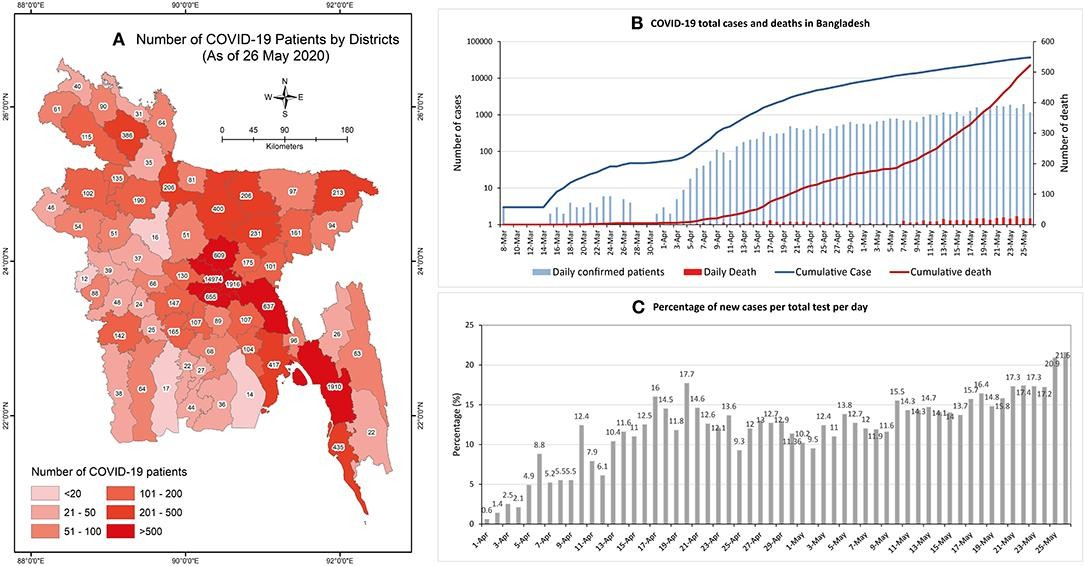 88°0'0"E 90°0'0"E 92°0'0"E
A Number of COVID-19 Patients by Districts
(As of 26 May 2020)
N
W E
S
0 45 90 180
Kilometers
26°0'0"N
24°0'0"N
22°0'0"N
26°0'0"N
24°0'0"N
22°0'0"N
40
61 90 31 64
115 386
35
135 206 81
102 196 400 206 97 213
46
54 51 16 51 231 161 94
37 609 175 101
12 39 68 130 14974 1916
88 48 24 147 655 637
142 25 165 107 89 107
96 26 63
68 104 417
38 64 17 22 27 14 1910
44 36
22
435
Number of COVID-19 patients
<20 101 - 200
21 - 50 201 - 500
51 - 100 >500
88°0'0"E 90°0'0"E 92°0'0"E
B COVID-19 total cases and deaths in Bangladesh
Number of cases
100000
10000
1000
100
10
1
600
500
400
300
200
100
0
Number of death
8-Mar 10-Mar 12-Mar 14-Mar 16-Mar 18-Mar 20-Mar 22-Mar 24-Mar 26-Mar 28-Mar 30-Mar 1-Apr 3-Apr 5-Apr 7-Apr 9-Apr 11-Apr 13-Apr 15-Apr 17-Apr 19-Apr 21-Apr 23-Apr 25-Apr 27-Apr 29-Apr 1-May 3-May 5-May 7-May 9-May 11-May 13-May 15-May 17-May 19-May 21-May 23-May 25-May
Daily confirmed patients Daily Death Cumulative Case Cumulative death
C Percentage of new cases per total test per day
Percentage (%)
25
20
15
10
5
0
0.6 1.4 2.5 2.1 4.9 8.8 5.2 5.5 5.5 12.4 7.9 6.1 10.4 11.6 11 12.5 16 14.5 11.8 17.7 14.6 12.6 12.1 13.6 9.3 12 13 12.7 12.9 11.36 10.2 9.5 12.4 11 13.8 12.7 12 11.9 11.6 15.5 14.3 14.3 14.7 14.1 14 13.7 15.7 16.4 14.8 15.8 17.3 17.4 17.3 17.2 20.9 21.6
1-Apr 3-Apr 5-Apr 7-Apr 9-Apr 11-Apr 13-Apr 15-Apr 17-Apr 19-Apr 21-Apr 23-Apr 25-Apr 27-Apr 29-Apr 1-May 3-May 5-May 7-May 9-May 11-May 13-May 15-May 17-May 19-May 21-May 23-May 25-May